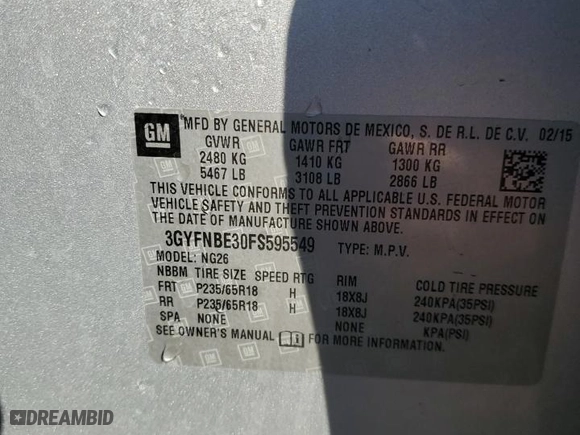 GM
®MFD BY GENERAL MOTORS DE MEXICO, S. DE R.L. DE C.V. 02/15
GVWR GAWR FRT GAWR RR
2480 KG 1410 KG 1300 KG
5467 LB 3108 LB 2866 LB
THIS VEHICLE CONFORMS TO ALL APPLICABLE U.S. FEDERAL MOTOR
VEHICLE SAFETY AND THEFT PREVENTION STANDARDS IN EFFECT ON
THE DATE OF MANUFACTURE SHOWN ABOVE.
3GYFNBE30FS595549 TYPE: M.P.V.
MODEL: NG26
NBBM TIRE SIZE SPEED RTG RIM COLD TIRE PRESSURE
FRT P235/65R18 H 18X8J 240KPA(35PSI)
RR P235/65R18 H 18X8J 240KPA(35PSI)
SPA NONE NONE KPA(PSI)
SEE OWNER'S MANUAL FOR MORE INFORMATION.
DREAMBID